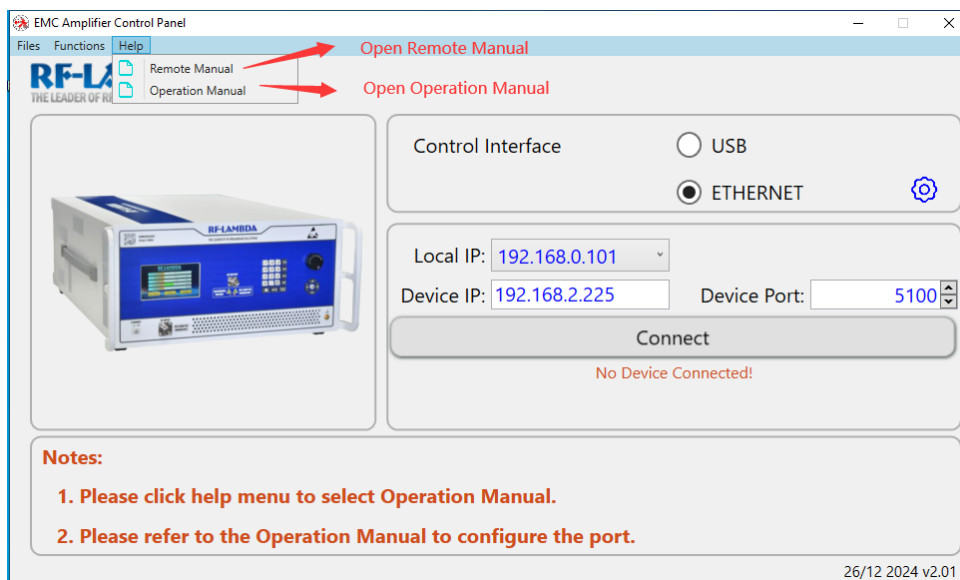 EMC Amplifier Control Panel
Files Functions Help
Open Remote Manual
Remote Manual
Operation Manual
Open Operation Manual
RF-LA
THE LEADER OF RF
RF-LAMBDA
Control Interface
USB
ETHERNET
Local IP: 192.168.0.101
Device IP: 192.168.2.225
Device Port: 5100
Connect
No Device Connected!
Notes:
1. Please click help menu to select Operation Manual.
2. Please refer to the Operation Manual to configure the port.
26/12 2024 v2.01